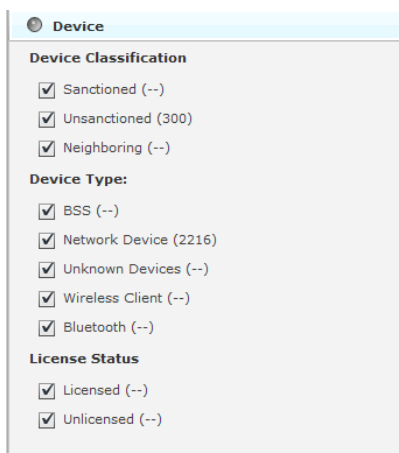 Device
Device Classification
Sanctioned (--)
Unsanctioned (300)
Neighboring (--)
Device Type:
BSS (--)
Network Device (2216)
Unknown Devices (--)
Wireless Client (--)
Bluetooth (--)
License Status
Licensed (--)
Unlicensed (--)